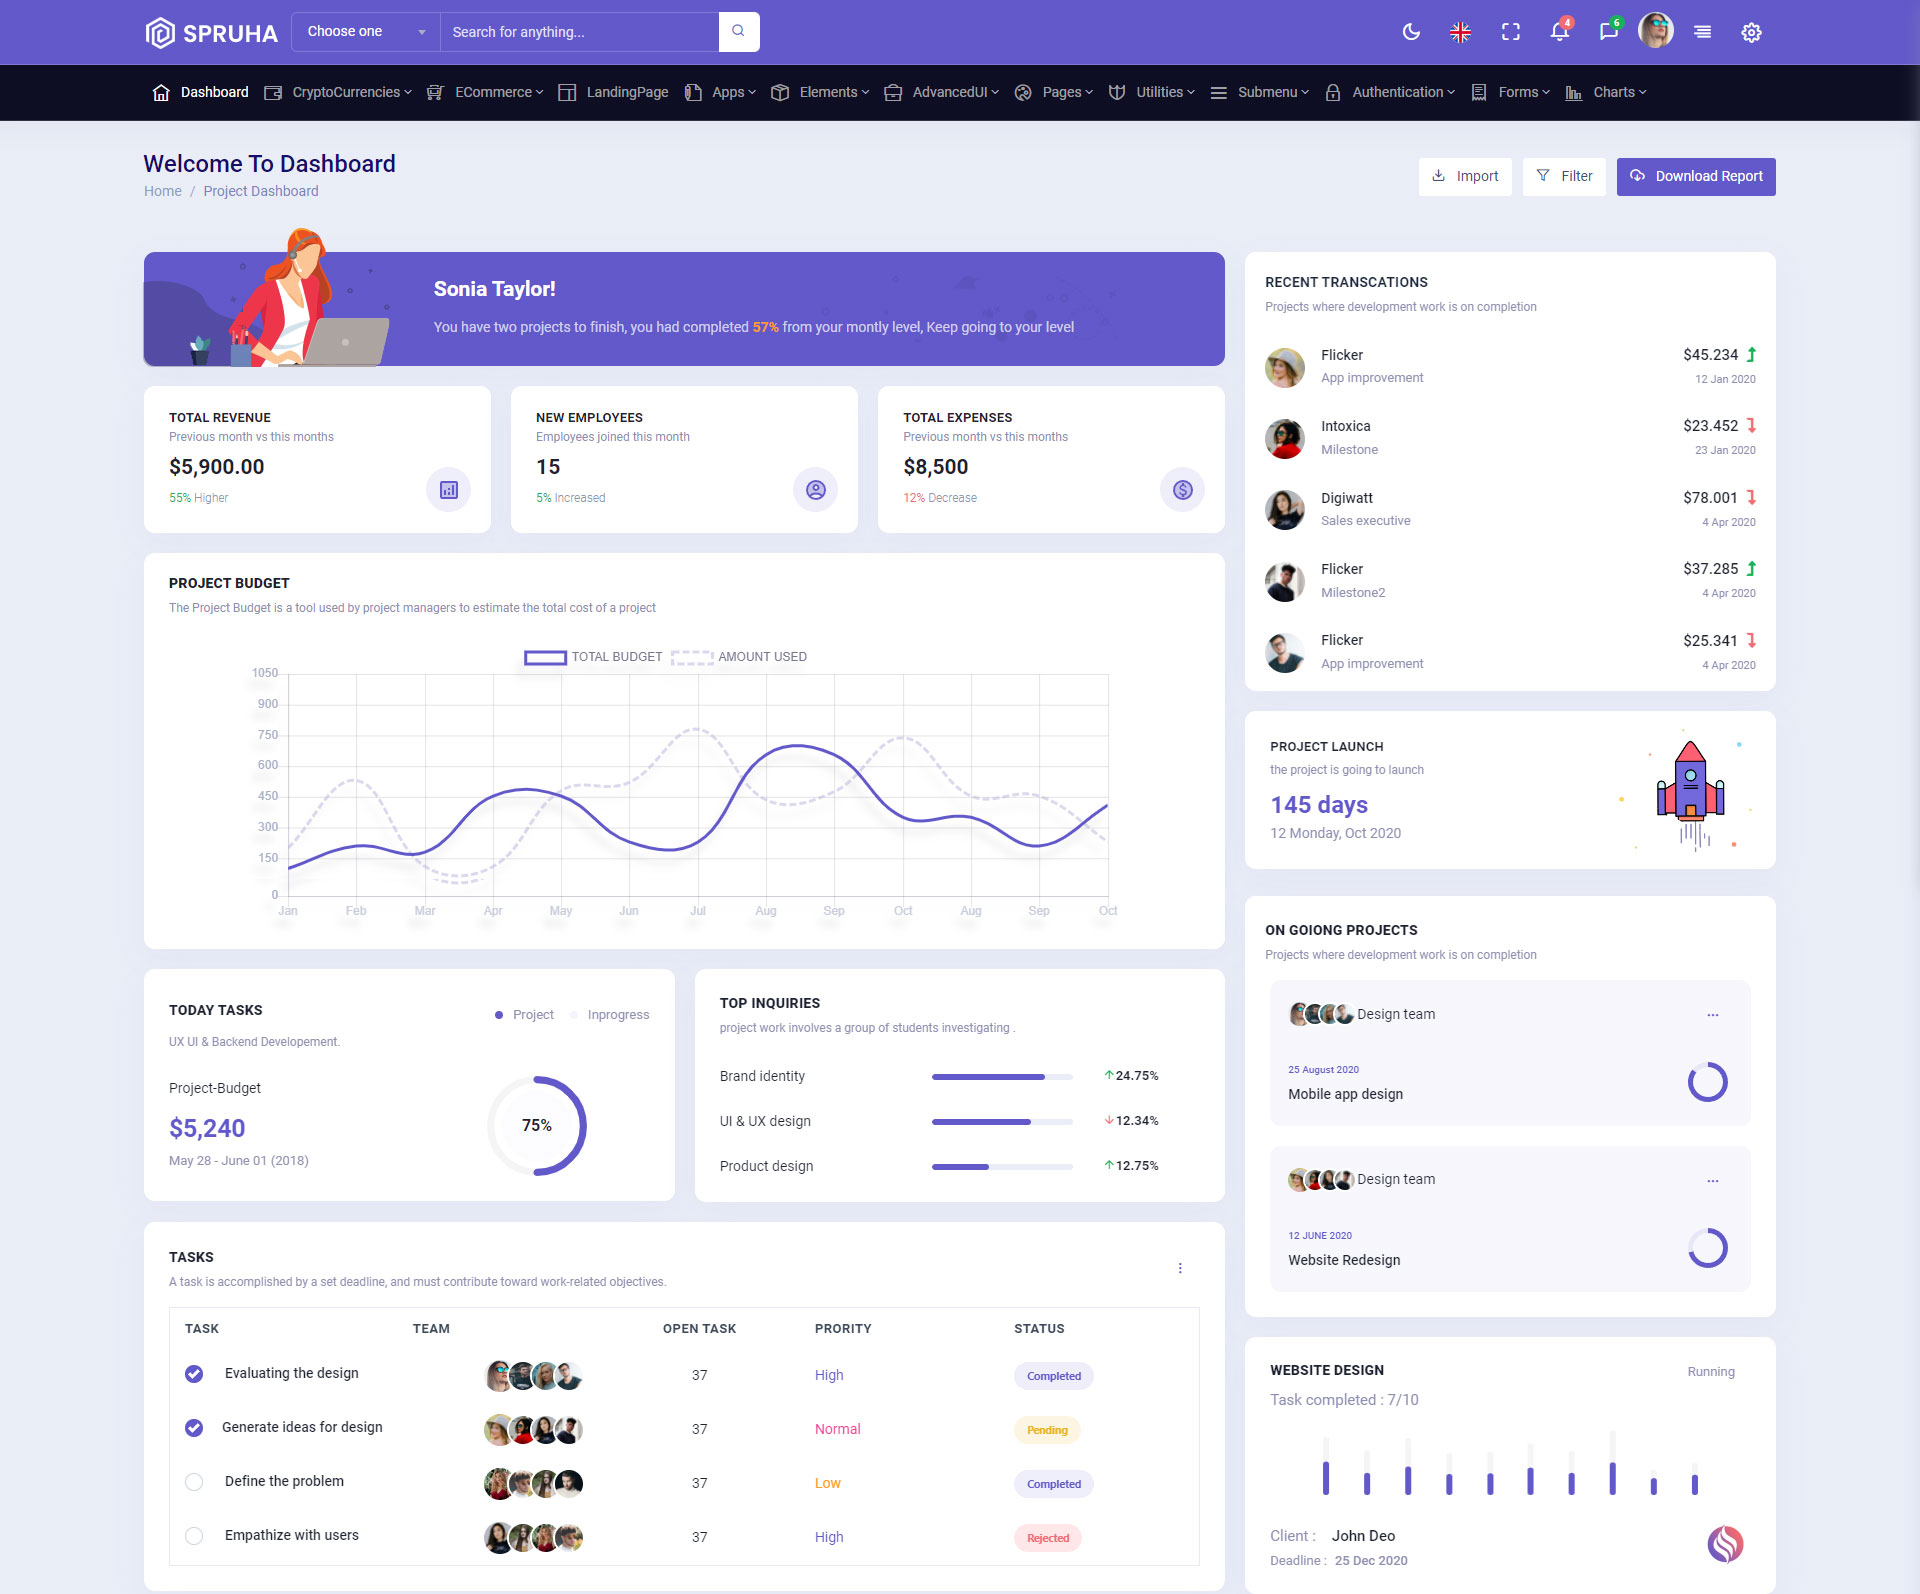 SPRUHA
Choose one
Search for anything...
4
6
Dashboard
CryptoCurrencies
ECommerce
LandingPage
Apps
Elements
AdvancedUI
Pages
Utilities
Submenu
Authentication
Forms
Charts
Welcome To Dashboard
Home / Project Dashboard
Import
Filter
Download Report
Sonia Taylor!
You have two projects to finish, you had completed 57% from your montly level, Keep going to your level
TOTAL REVENUE
Previous month vs this months
$5,900.00
55% Higher
NEW EMPLOYEES
Employees joined this month
15
5% Increased
TOTAL EXPENSES
Previous month vs this months
$8,500
12% Decrease
PROJECT BUDGET
The Project Budget is a tool used by project managers to estimate the total cost of a project
TOTAL BUDGET
AMOUNT USED
1050
900
750
600
450
300
150
0
Jan Feb Mar Apr May Jun Jul Aug Sep Oct Aug Sep Oct
TODAY TASKS
Project
Inprogress
UX UI & Backend Developement.
Project-Budget
$5,240
May 28 - June 01 (2018)
75%
TOP INQUIRIES
project work involves a group of students investigating .
Brand identity 24.75%
UI & UX design 12.34%
Product design 12.75%
TASKS
A task is accomplished by a set deadline, and must contribute toward work-related objectives.
TASK TEAM OPEN TASK PRORITY STATUS
Evaluating the design 37 High Completed
Generate ideas for design 37 Normal Pending
Define the problem 37 Low Completed
Empathize with users 37 High Rejected
RECENT TRANSCATIONS
Projects where development work is on completion
Flicker $45.234
App improvement 12 Jan 2020
Intoxica $23.452
Milestone 23 Jan 2020
Digiwatt $78.001
Sales executive 4 Apr 2020
Flicker $37.285
Milestone2 4 Apr 2020
Flicker $25.341
App improvement 4 Apr 2020
PROJECT LAUNCH
the project is going to launch
145 days
12 Monday, Oct 2020
ON GOIONG PROJECTS
Projects where development work is on completion
Design team
25 August 2020
Mobile app design
Design team
12 JUNE 2020
Website Redesign
WEBSITE DESIGN
Running
Task completed : 7/10
Client : John Deo
Deadline : 25 Dec 2020